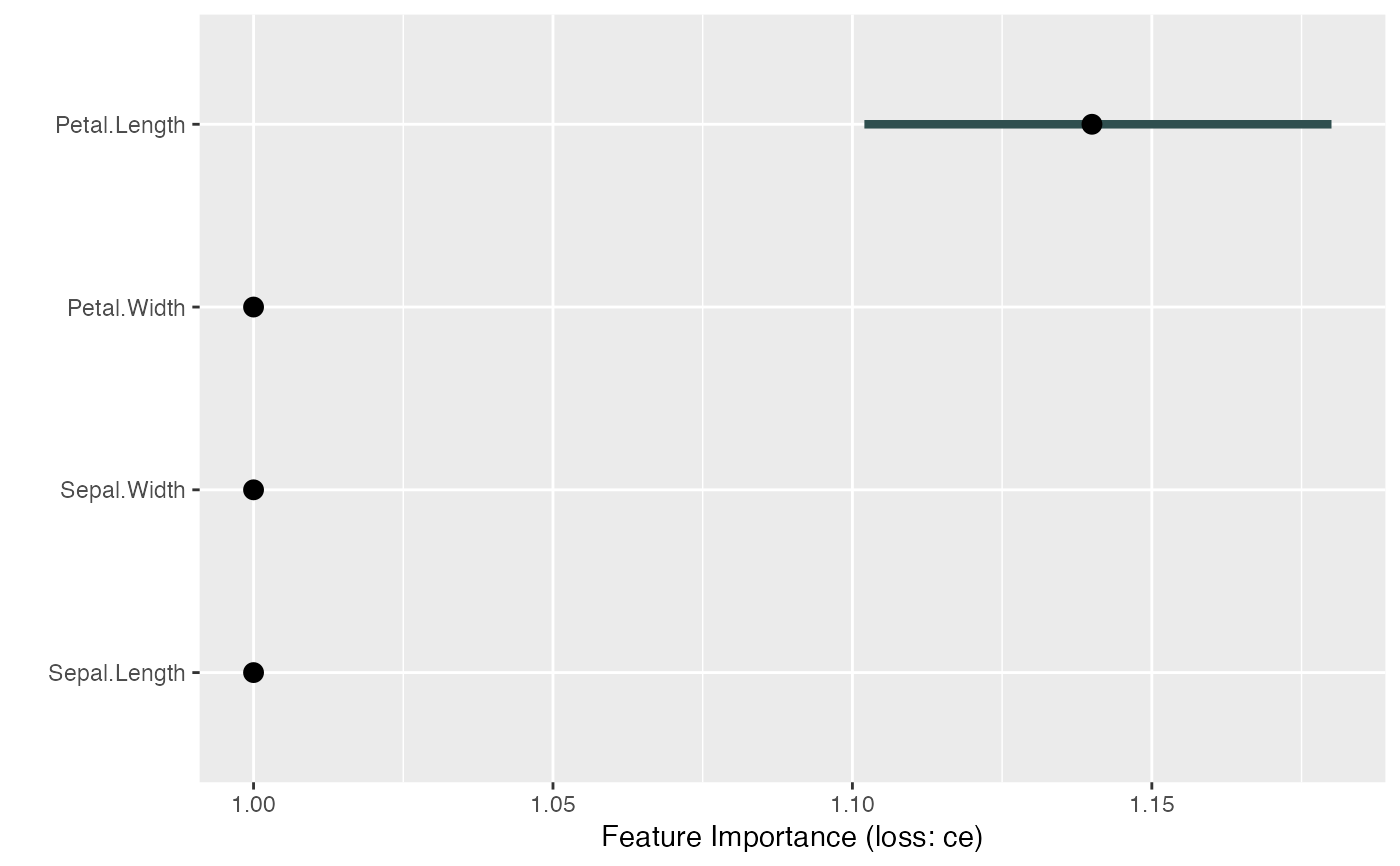 Petal.Length
Petal.Width
Sepal.Width
Sepal.Length
1.00 1.05 1.10 1.15
Feature Importance (loss: ce)